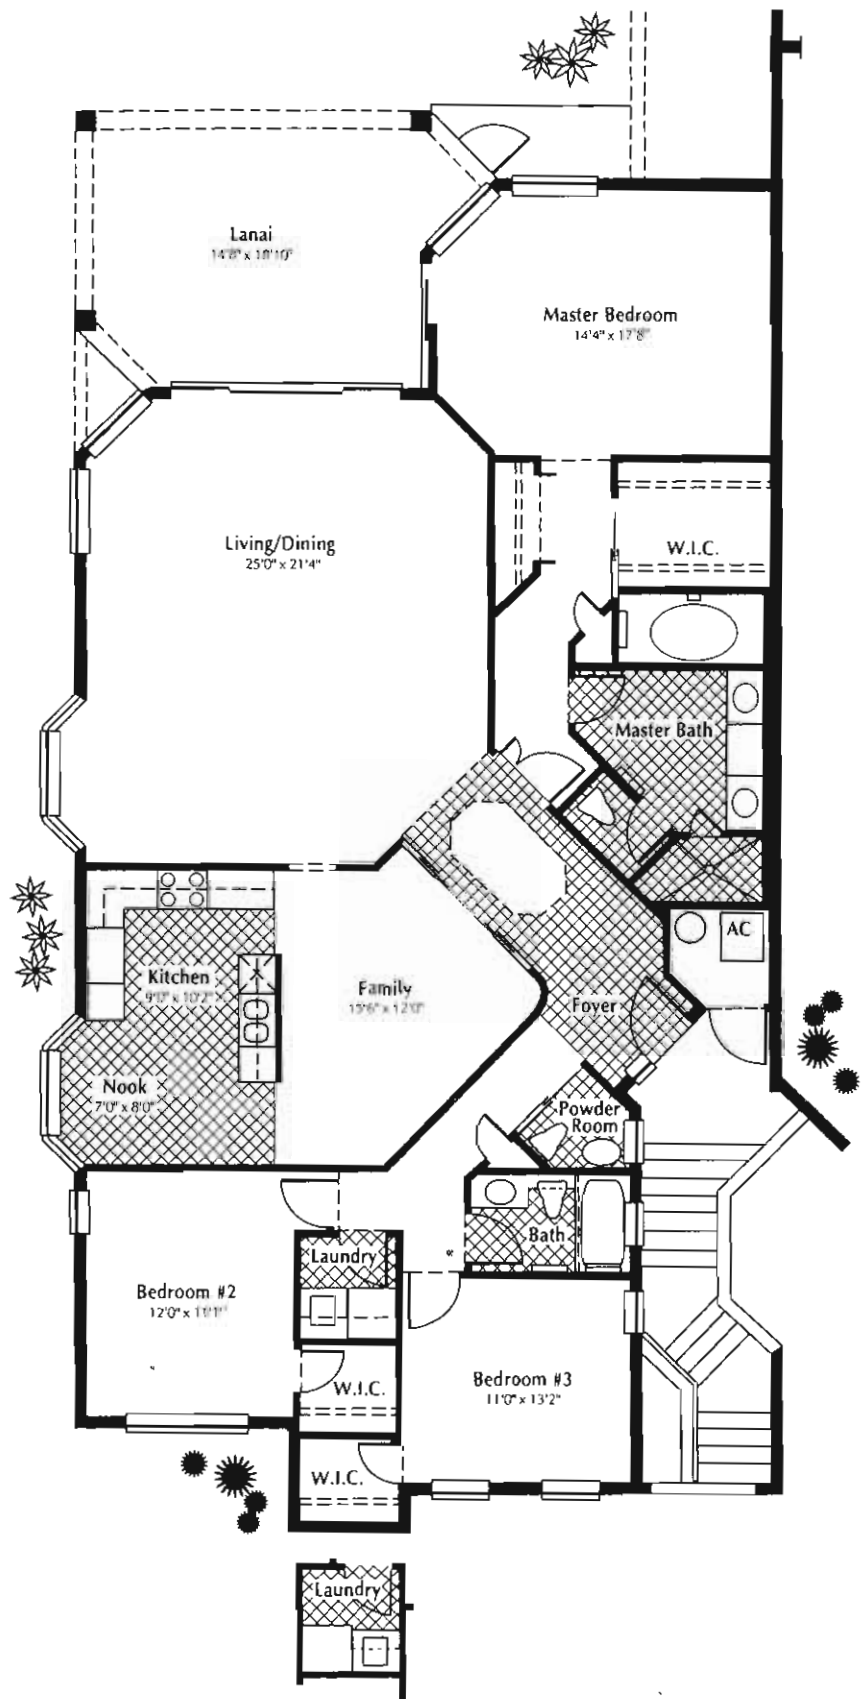 Lanai
14'8" x 18'10"
Master Bedroom
14'4" x 17'8"
Living/Dining
25'0" x 21'4"
W.I.C.
Master Bath
AC
Kitchen
9'0" x 10'2"
Family
15'6" x 12'0"
Foyer
Nook
7'0" x 8'0"
Powder
Room
Bath
Laundry
Bedroom #2
12'0" x 11'1"
Bedroom #3
11'0" x 13'2"
W.I.C.
W.I.C.
Laundry